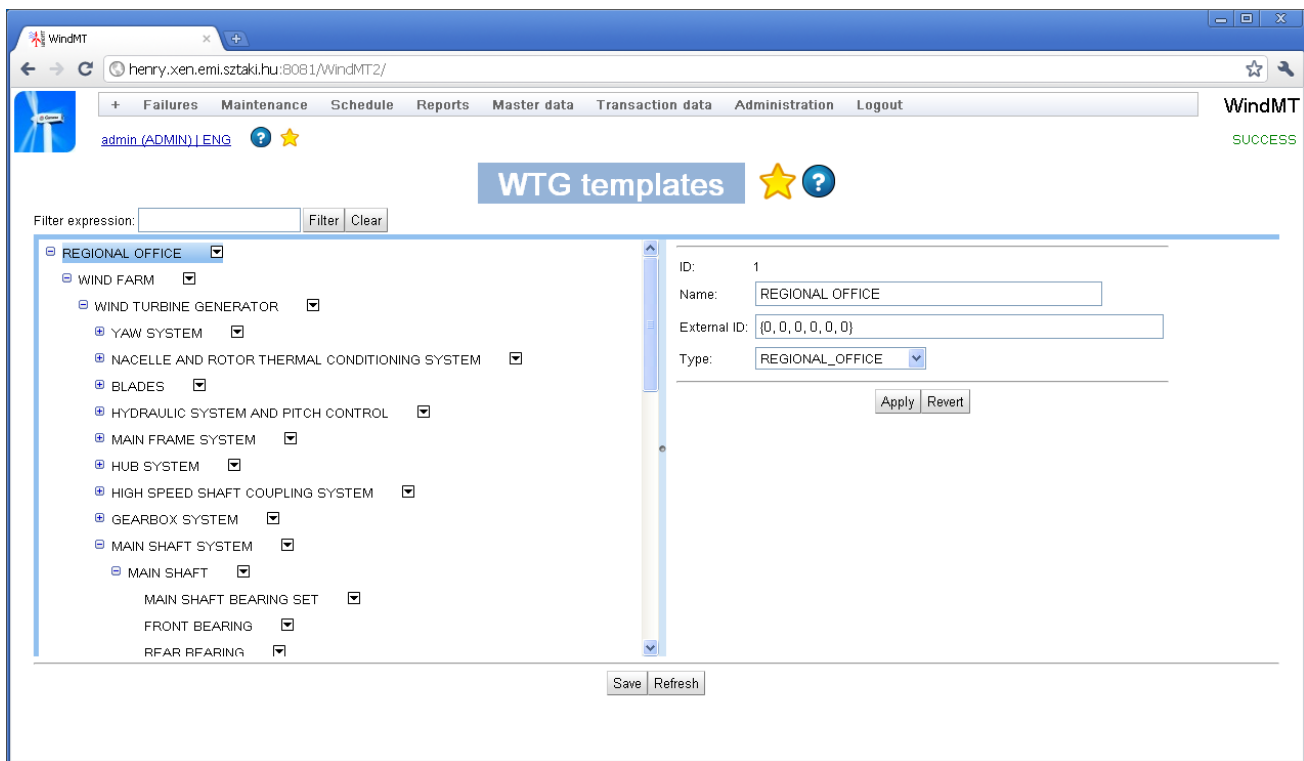 WindMT
henry.xen.emi.sztaki.hu:8081/WindMT2/
+ Failures Maintenance Schedule Reports Master data Transaction data Administration Logout
WindMT
admin (ADMIN) | ENG
SUCCESS
WTG templates
Filter expression: Filter Clear
REGIONAL OFFICE
WIND FARM
WIND TURBINE GENERATOR
YAW SYSTEM
NACELLE AND ROTOR THERMAL CONDITIONING SYSTEM
BLADES
HYDRAULIC SYSTEM AND PITCH CONTROL
MAIN FRAME SYSTEM
HUB SYSTEM
HIGH SPEED SHAFT COUPLING SYSTEM
GEARBOX SYSTEM
MAIN SHAFT SYSTEM
MAIN SHAFT
MAIN SHAFT BEARING SET
FRONT BEARING
REAR BEARING
ID: 1
Name: REGIONAL OFFICE
External ID: {0, 0, 0, 0, 0, 0}
Type: REGIONAL_OFFICE
Apply Revert
Save Refresh